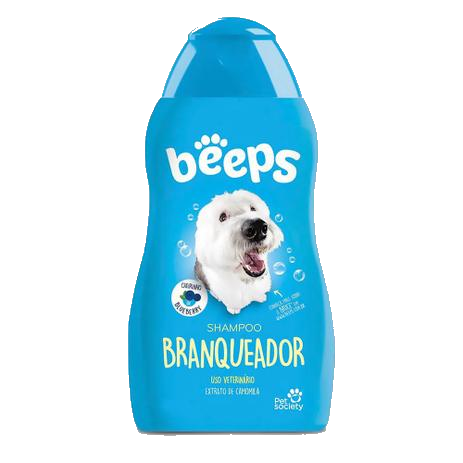 beeps
CHEIRINHO
BLUEBERRY
SHAMPOO
BRANQUEADOR
USO VETERINÁRIO
EXTRATO DE CAMOMILA
Pet
society